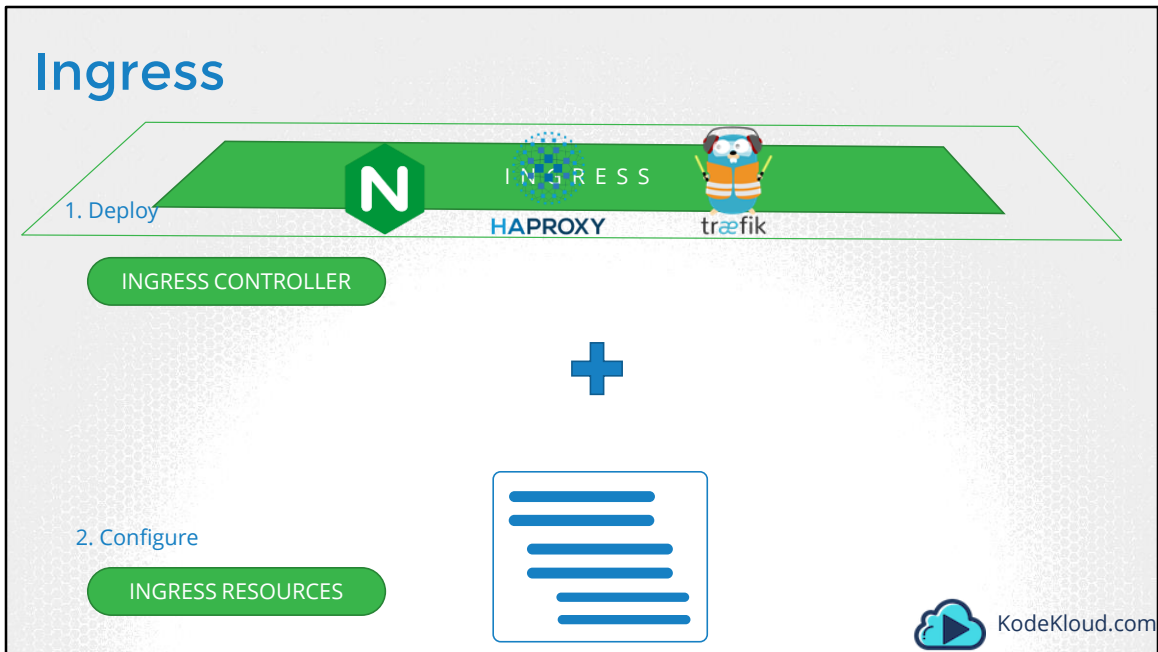 Ingress
INGRESS
N
HAPROXY
træfik
1. Deploy
INGRESS CONTROLLER
2. Configure
INGRESS RESOURCES
KodeKloud.com